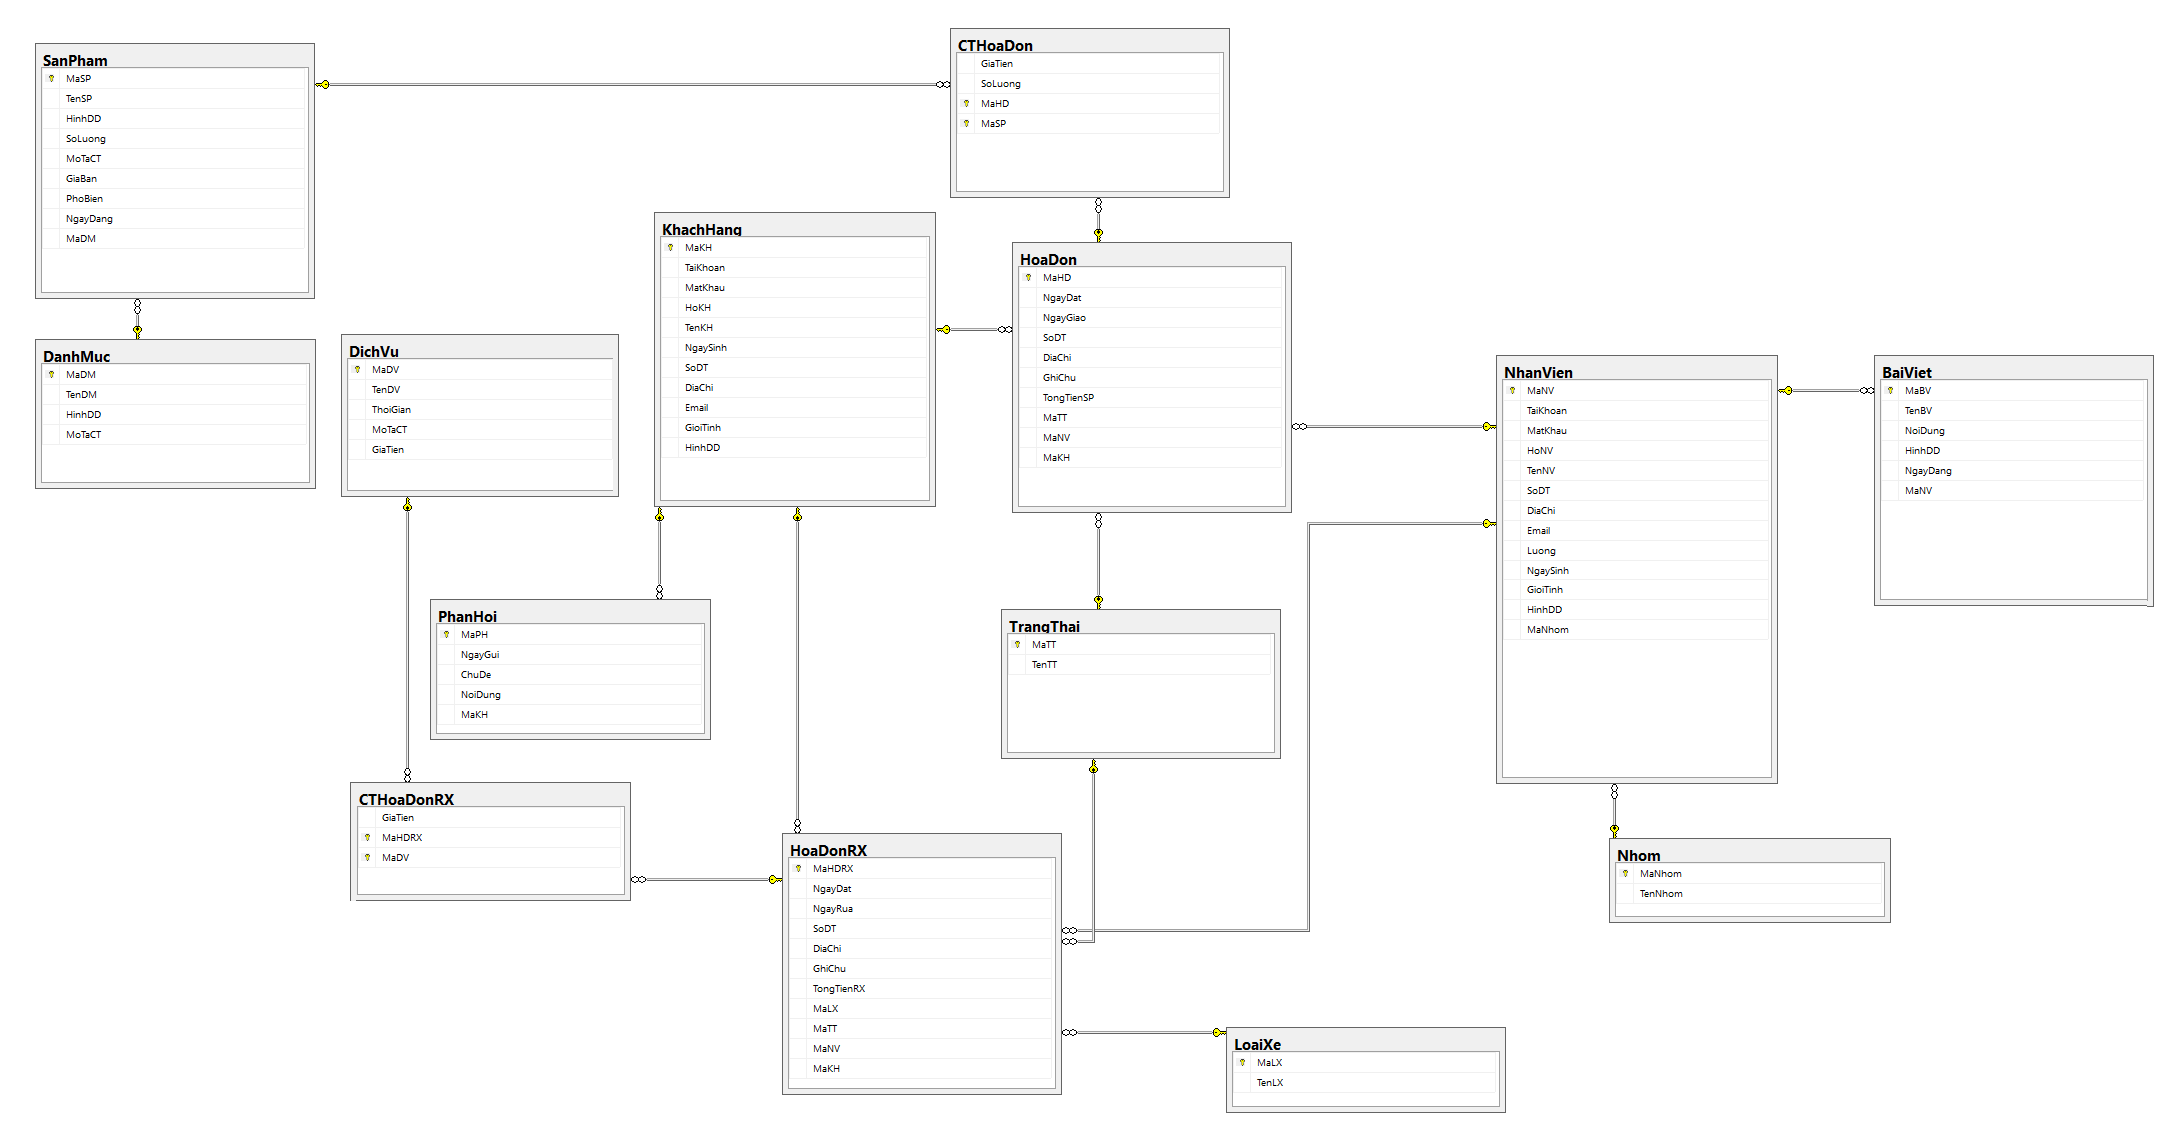 SanPham
MaSP
TenSP
HinhDD
SoLuong
MoTaCT
GiaBan
PhoBien
NgayDang
MaDM
CTHoaDon
GiaTien
SoLuong
MaHD
MaSP
KhachHang
MaKH
TaiKhoan
MatKhau
HoKH
TenKH
NgaySinh
SoDT
DiaChi
Email
GioiTinh
HinhDD
HoaDon
MaHD
NgayDat
NgayGiao
SoDT
DiaChi
GhiChu
TongTienSP
MaTT
MaNV
MaKH
DanhMuc
MaDM
TenDM
HinhDD
MoTaCT
DichVu
MaDV
TenDV
ThoiGian
MoTaCT
GiaTien
NhanVien
MaNV
TaiKhoan
MatKhau
HoNV
TenNV
SoDT
DiaChi
Email
Luong
NgaySinh
GioiTinh
HinhDD
MaNhom
BaiViet
MaBV
TenBV
NoiDung
HinhDD
NgayDang
MaNV
PhanHoi
MaPH
NgayGui
ChuDe
NoiDung
MaKH
TrangThai
MaTT
TenTT
CTHoaDonRX
GiaTien
MaHDRX
MaDV
HoaDonRX
MaHDRX
NgayDat
NgayRua
SoDT
DiaChi
GhiChu
TongTienRX
MaLX
MaTT
MaNV
MaKH
Nhom
MaNhom
TenNhom
LoaiXe
MaLX
TenLX